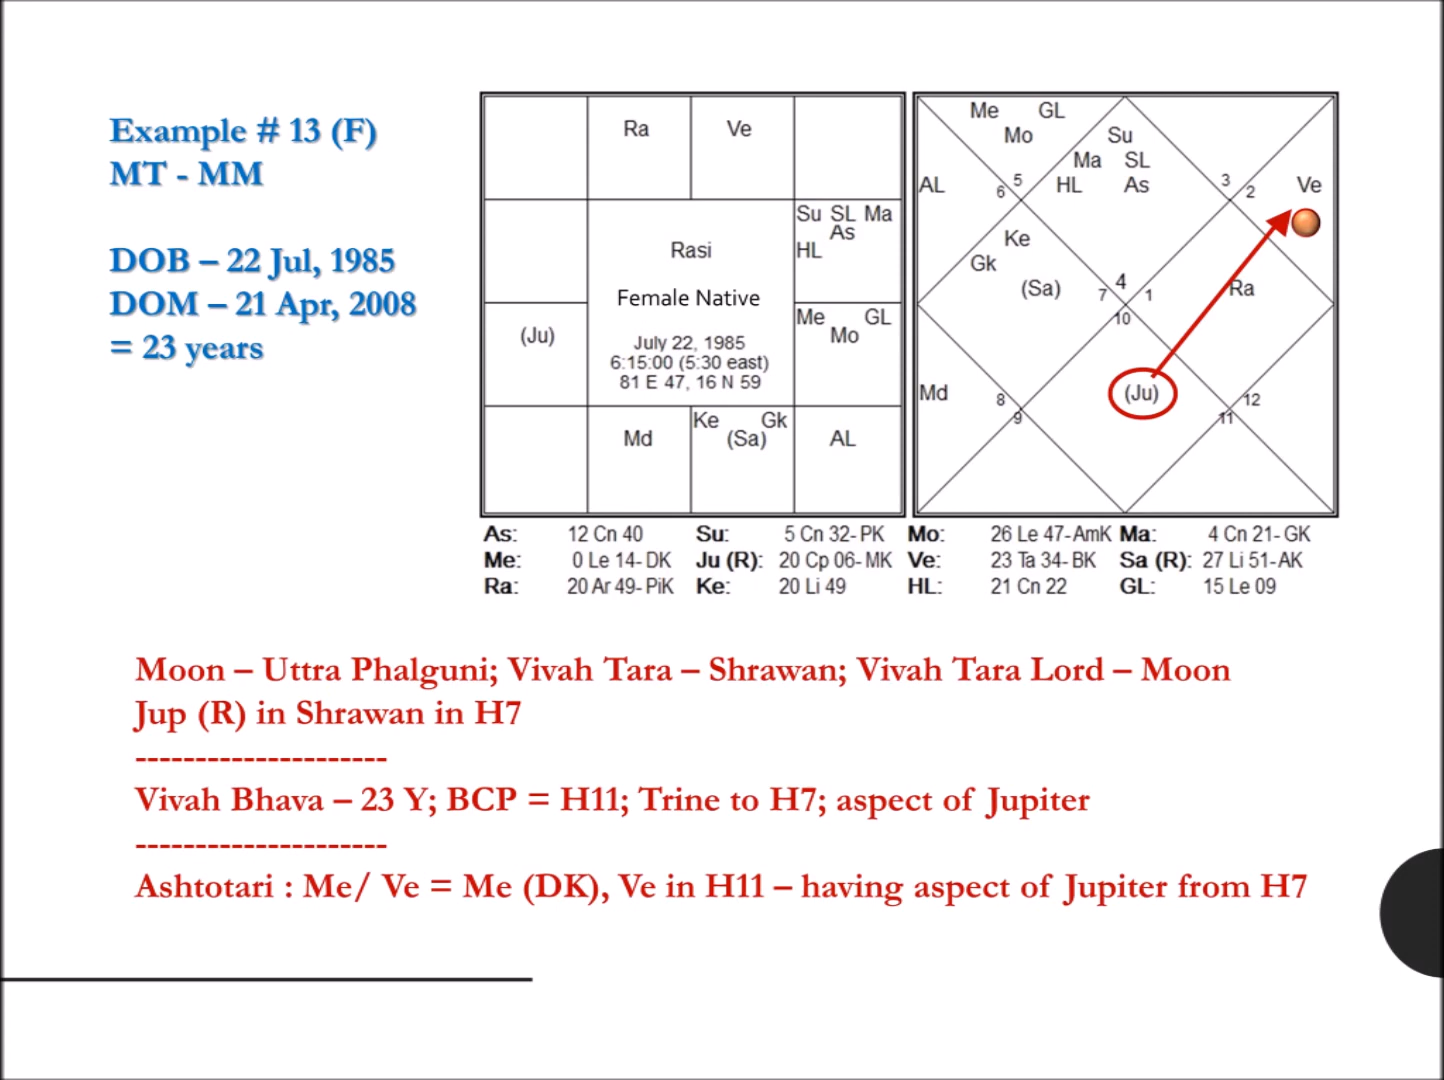 Example # 13 (F)
MT - MM
DOB – 22 Jul, 1985
DOM – 21 Apr, 2008
= 23 years
Ra
Ve
Su SL Ma
As
HL
Rasi
Female Native
July 22, 1985
6:15:00 (5:30 east)
81 E 47, 16 N 59
(Ju)
Me GL
Mo
Md
Ke Gk
(Sa)
AL
Me GL
Mo
Su
Ma SL
HL As
AL
6 5
3 2
Ve
Ke
Gk
(Sa)
7 4 1
10
Ra
Md
(Ju)
8
9
12
11
As: 12 Cn 40 Su: 5 Cn 32- PK Mo: 26 Le 47- AmK Ma: 4 Cn 21- GK
Me: 0 Le 14- DK Ju (R): 20 Cp 06- MK Ve: 23 Ta 34- BK Sa (R): 27 Li 51- AK
Ra: 20 Ar 49- PiK Ke: 20 Li 49 HL: 21 Cn 22 GL: 15 Le 09
Moon – Uttra Phalguni; Vivah Tara – Shrawan; Vivah Tara Lord – Moon
Jup (R) in Shrawan in H7
---------------------
Vivah Bhava – 23 Y; BCP = H11; Trine to H7; aspect of Jupiter
---------------------
Ashtotari : Me/ Ve = Me (DK), Ve in H11 – having aspect of Jupiter from H7